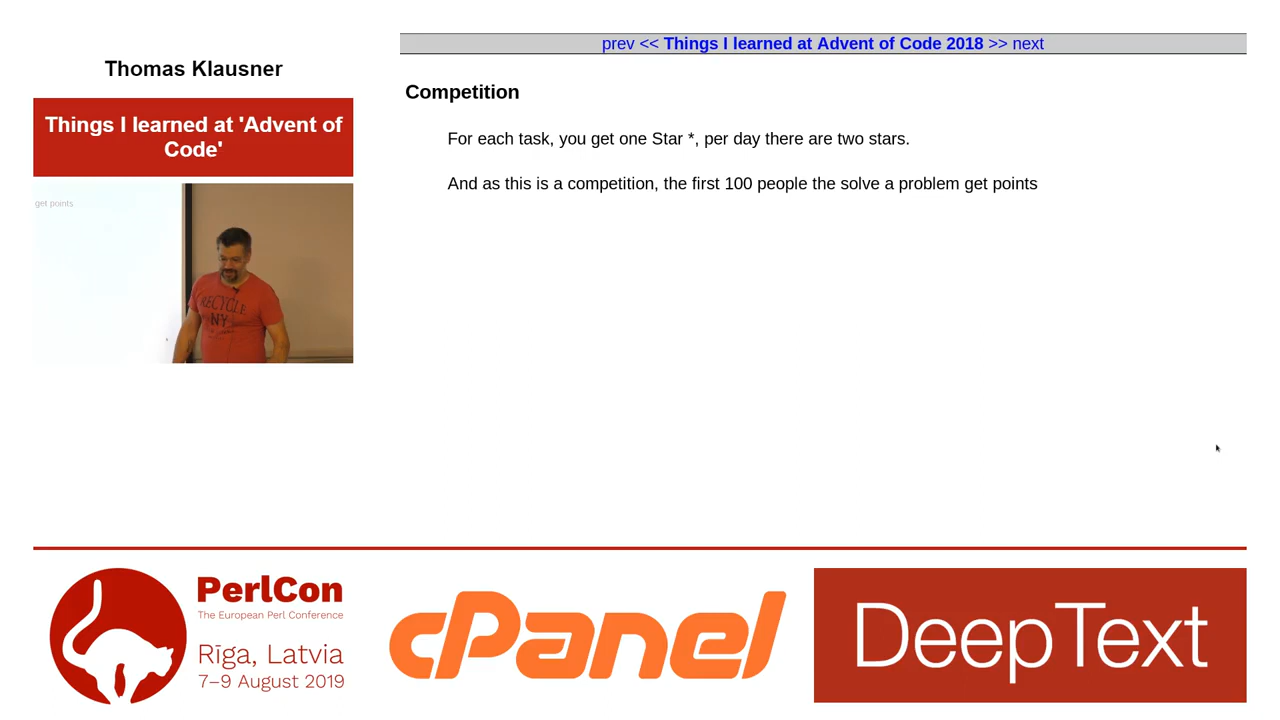 Thomas Klausner
Things I learned at 'Advent of
Code'
get points
RECYCLE
NY
prev << Things I learned at Advent of Code 2018 >> next
Competition
For each task, you get one Star *, per day there are two stars.
And as this is a competition, the first 100 people the solve a problem get points
PerlCon
The European Perl Conference
Rīga, Latvia
7–9 August 2019
cPanel
DeepText